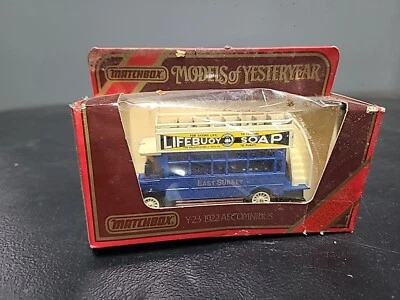 MATCHBOX
MODELS of YESTERYEAR
LIFEBUOY SOAP
EAST SURREY
MATCHBOX
Y-23 1922 AEC OMNIBUS